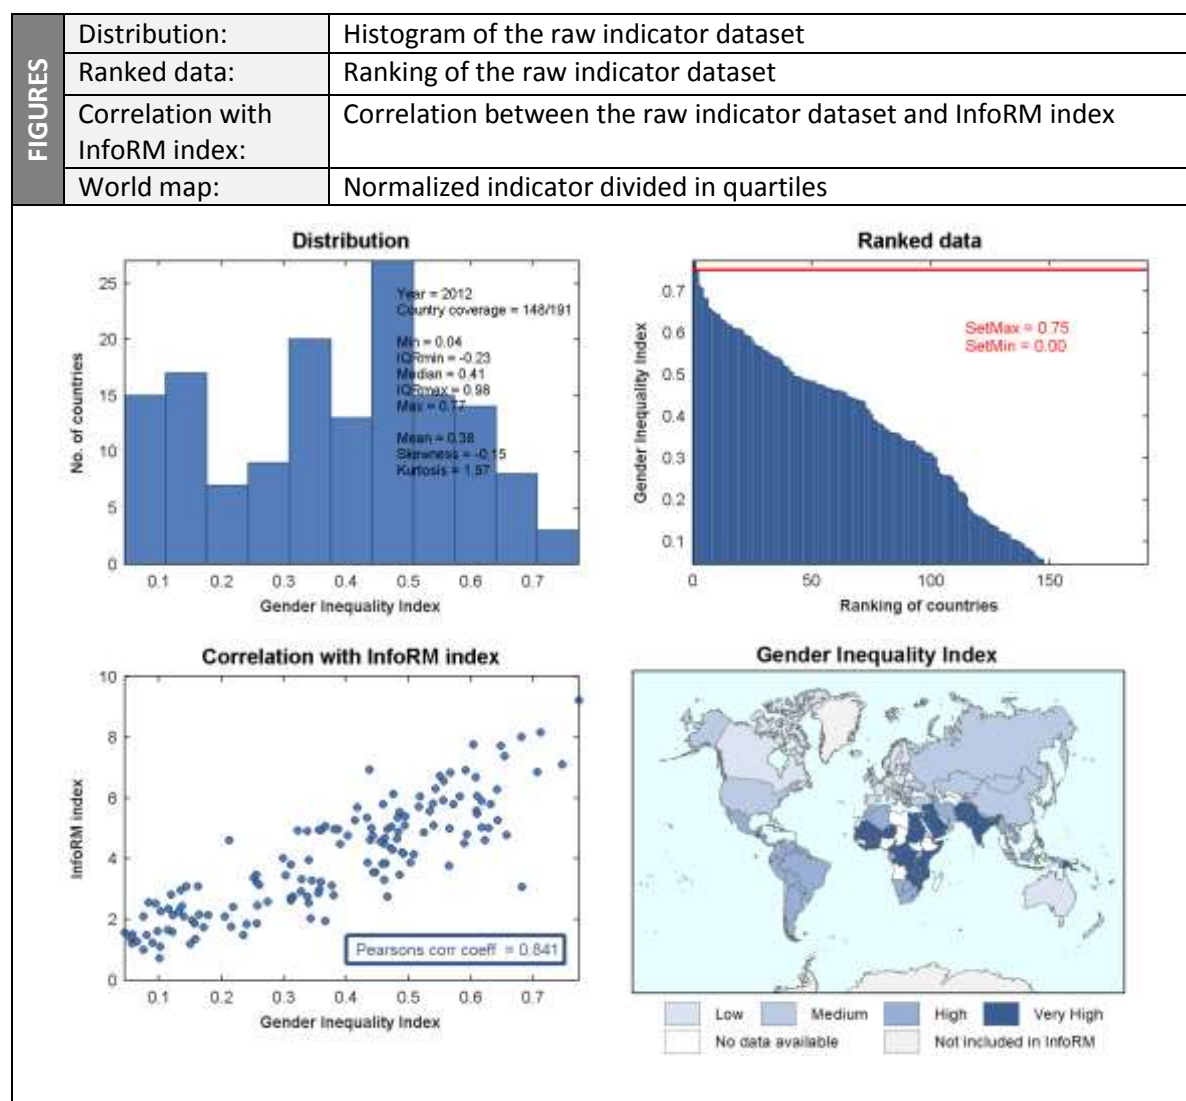 FIGURES
Distribution: Histogram of the raw indicator dataset
Ranked data: Ranking of the raw indicator dataset
Correlation with Correlation between the raw indicator dataset and InfoRM index
InfoRM index:
World map: Normalized indicator divided in quartiles
Distribution
No. of countries
25
20
15
10
5
0
Year = 2012
Country coverage = 148/191
Min = 0.04
IQRmin = -0.23
Median = 0.41
IQRmax = 0.98
Max = 0.77
Mean = 0.38
Skewness = -0.15
Kurtosis = 1.57
0.1 0.2 0.3 0.4 0.5 0.6 0.7
Gender Inequality Index
Ranked data
Gender Inequality Index
0.7
0.6
0.5
0.4
0.3
0.2
0.1
SetMax = 0.75
SetMin = 0.00
0 50 100 150
Ranking of countries
Correlation with InfoRM index
InfoRM index
10
8
6
4
2
0
Pearsons corr coeff = 0.841
0.1 0.2 0.3 0.4 0.5 0.6 0.7
Gender Inequality Index
Gender Inequality Index
Low Medium High Very High
No data available Not included in InfoRM